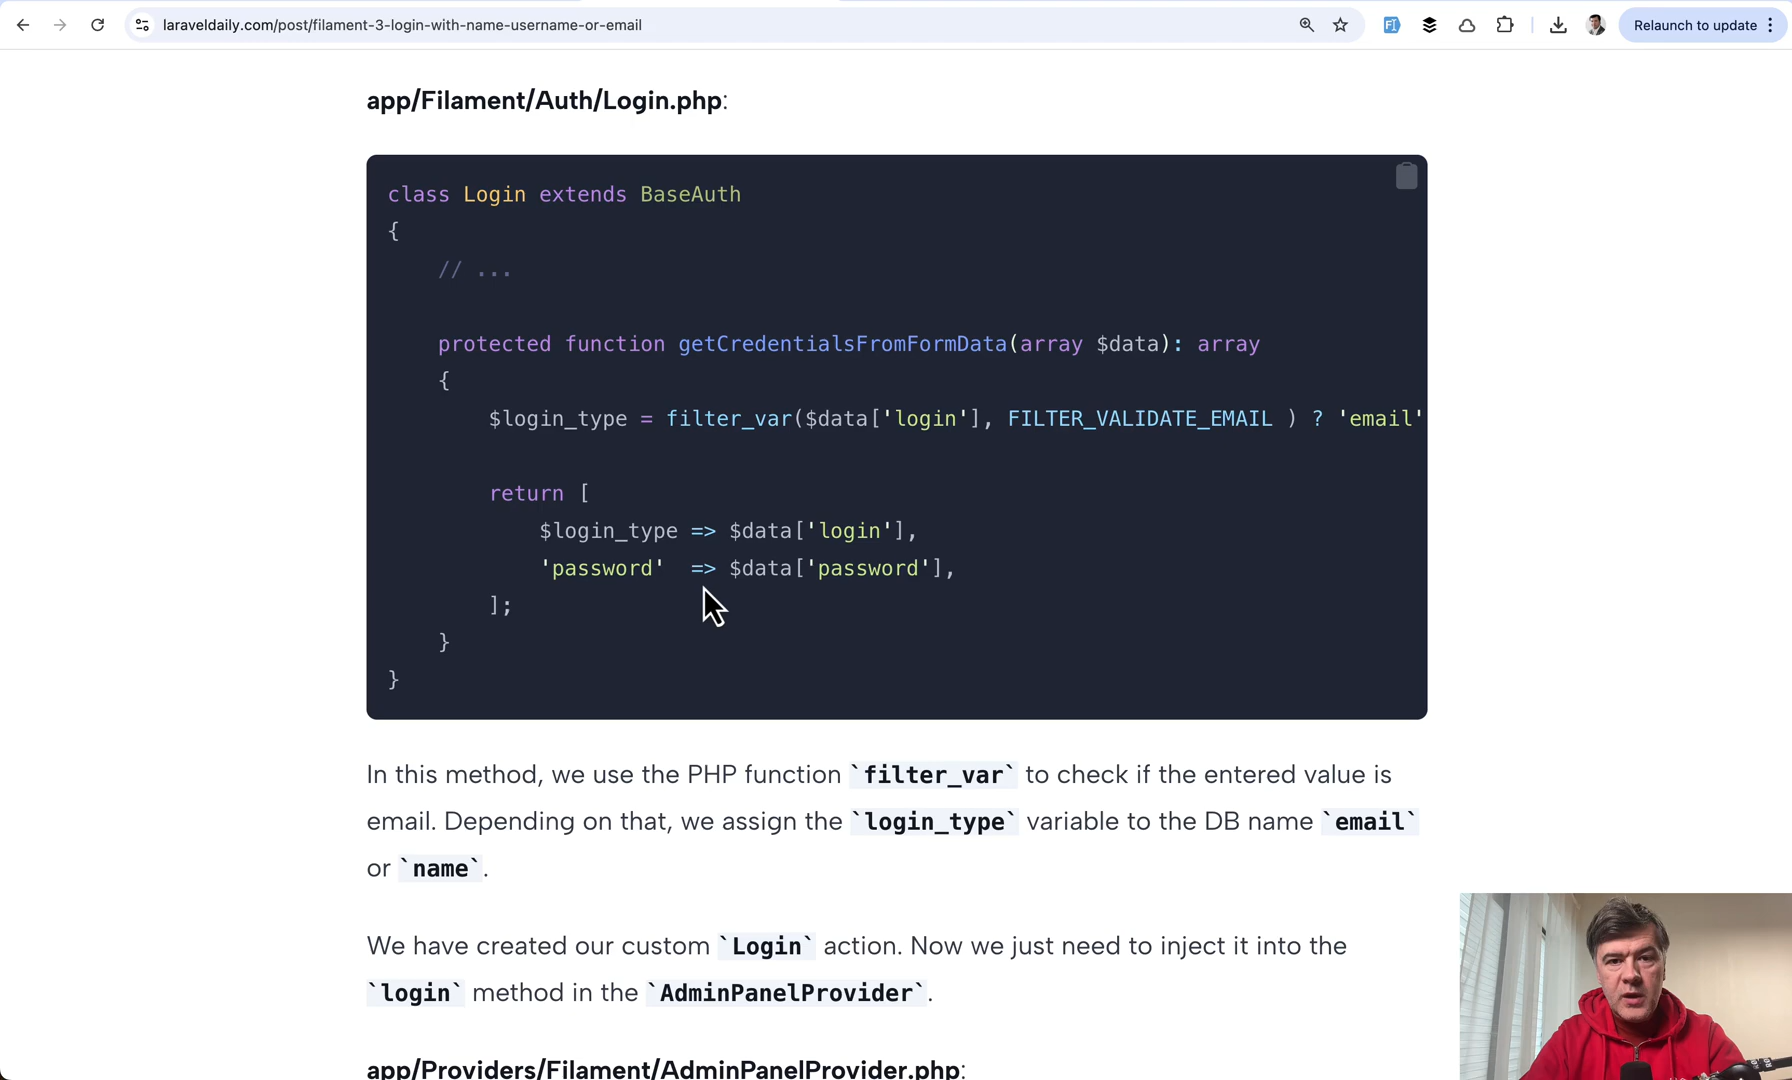 laraveldaily.com/post/filament-3-login-with-name-username-or-email
Relaunch to update
app/Filament/Auth/Login.php:
class Login extends BaseAuth
{
// ...
protected function getCredentialsFromFormData(array $data): array
{
$login_type = filter_var($data['login'], FILTER_VALIDATE_EMAIL ) ? 'email'
return [
$login_type => $data['login'],
'password' => $data['password'],
];
}
}
In this method, we use the PHP function `filter_var` to check if the entered value is
email. Depending on that, we assign the `login_type` variable to the DB name `email`
or `name`.
We have created our custom `Login` action. Now we just need to inject it into the
`login` method in the `AdminPanelProvider`.
app/Providers/Filament/AdminPanelProvider.php: